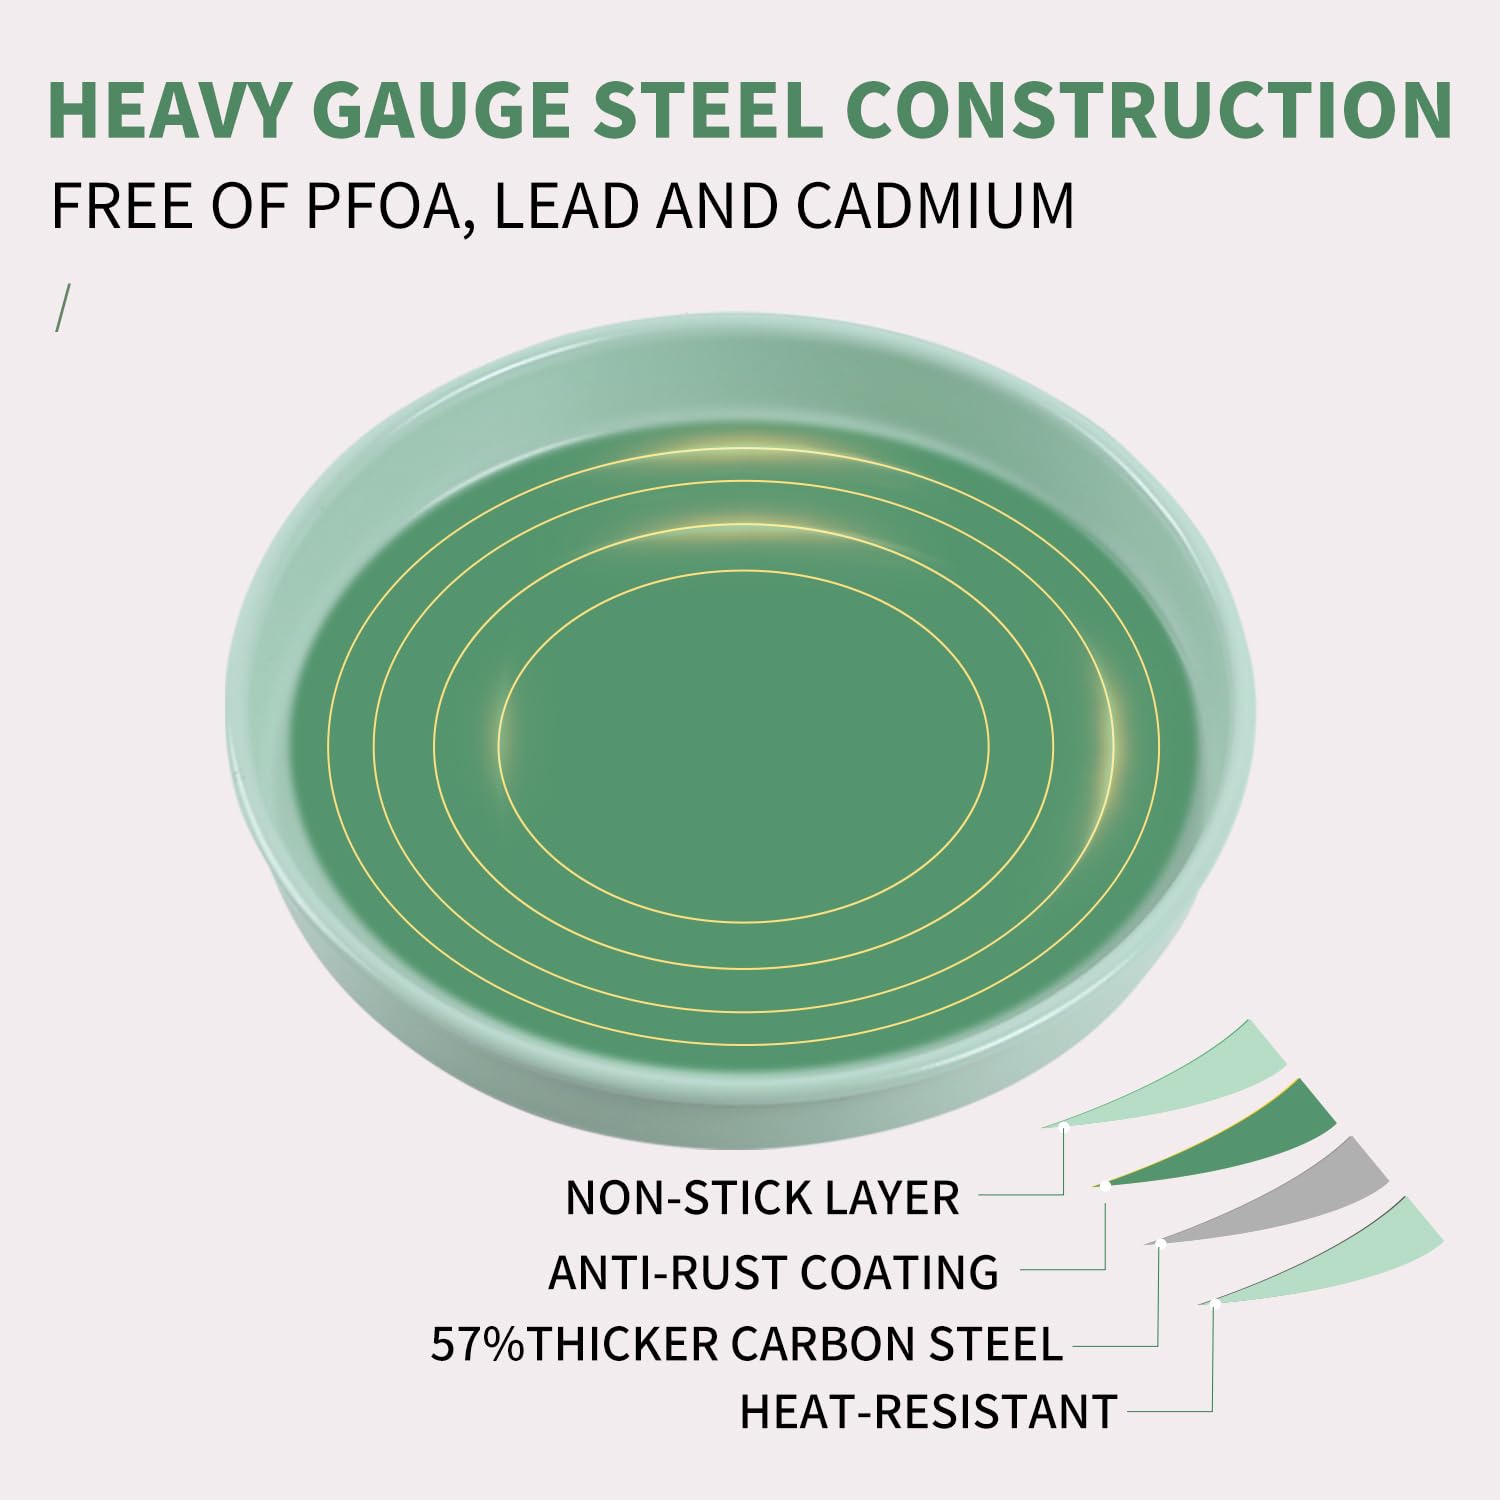 HEAVY GAUGE STEEL CONSTRUCTION
FREE OF PFOA, LEAD AND CADMIUM
/
NON-STICK LAYER
ANTI-RUST COATING
57%THICKER CARBON STEEL
HEAT-RESISTANT